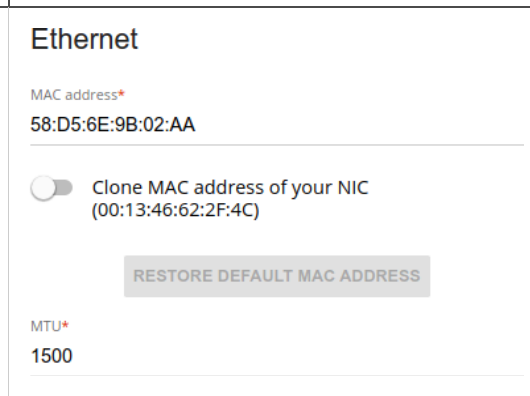 Ethernet
MAC address*
58:D5:6E:9B:02:AA
Clone MAC address of your NIC
(00:13:46:62:2F:4C)
RESTORE DEFAULT MAC ADDRESS
MTU*
1500